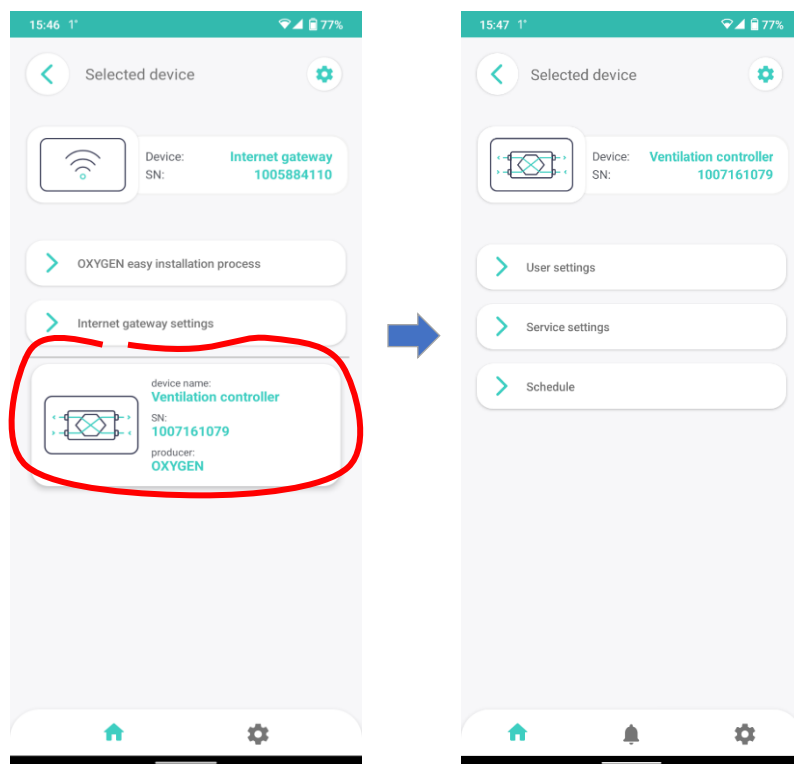 15:46 1°
77%
Selected device
Device: Internet gateway
SN: 1005884110
OXYGEN easy installation process
Internet gateway settings
device name:
Ventilation controller
SN:
1007161079
producer:
OXYGEN
15:47 1°
77%
Selected device
Device: Ventilation controller
SN: 1007161079
User settings
Service settings
Schedule